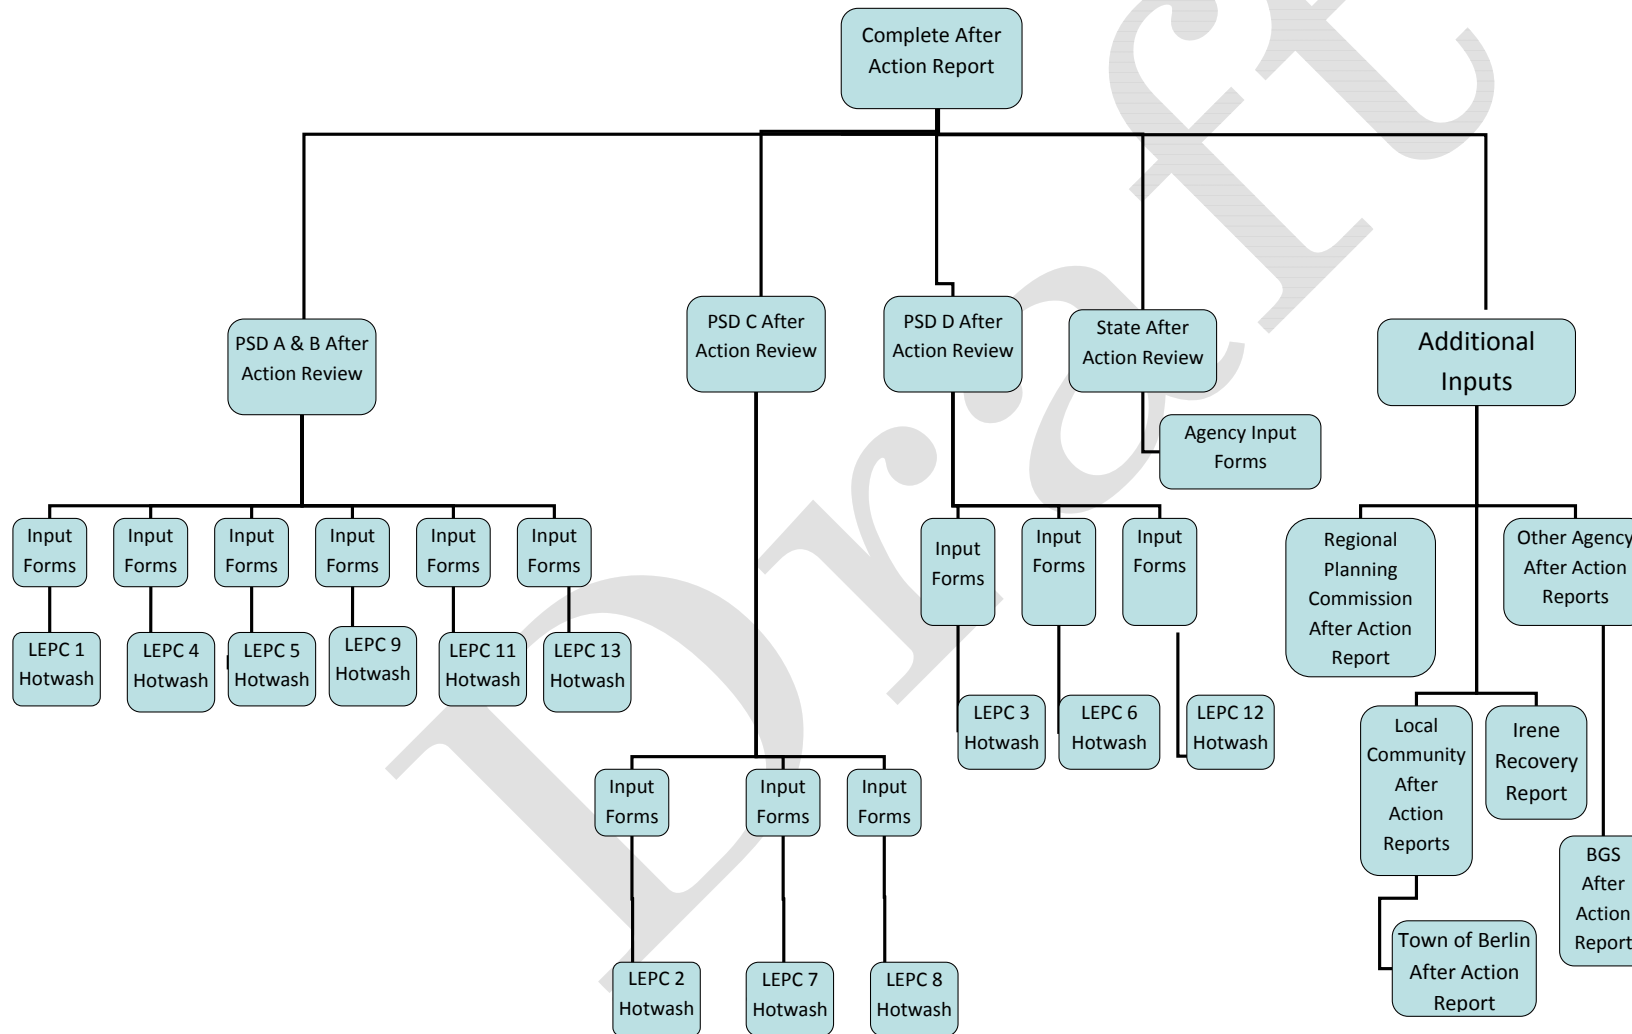 Complete After
Action Report
PSD A & B After
Action Review
PSD C After
Action Review
PSD D After
Action Review
State After
Action Review
Additional
Inputs
Agency Input
Forms
Input
Forms
Input
Forms
Input
Forms
Input
Forms
Input
Forms
Input
Forms
LEPC 1
Hotwash
LEPC 4
Hotwash
LEPC 5
Hotwash
LEPC 9
Hotwash
LEPC 11
Hotwash
LEPC 13
Hotwash
Input
Forms
Input
Forms
Input
Forms
LEPC 2
Hotwash
LEPC 7
Hotwash
LEPC 8
Hotwash
Input
Forms
Input
Forms
Input
Forms
LEPC 3
Hotwash
LEPC 6
Hotwash
LEPC 12
Hotwash
Regional
Planning
Commission
After Action
Report
Other Agency
After Action
Reports
Local
Community
After
Action
Reports
Irene
Recovery
Report
BGS
After
Action
Report
Town of Berlin
After Action
Report
Draft